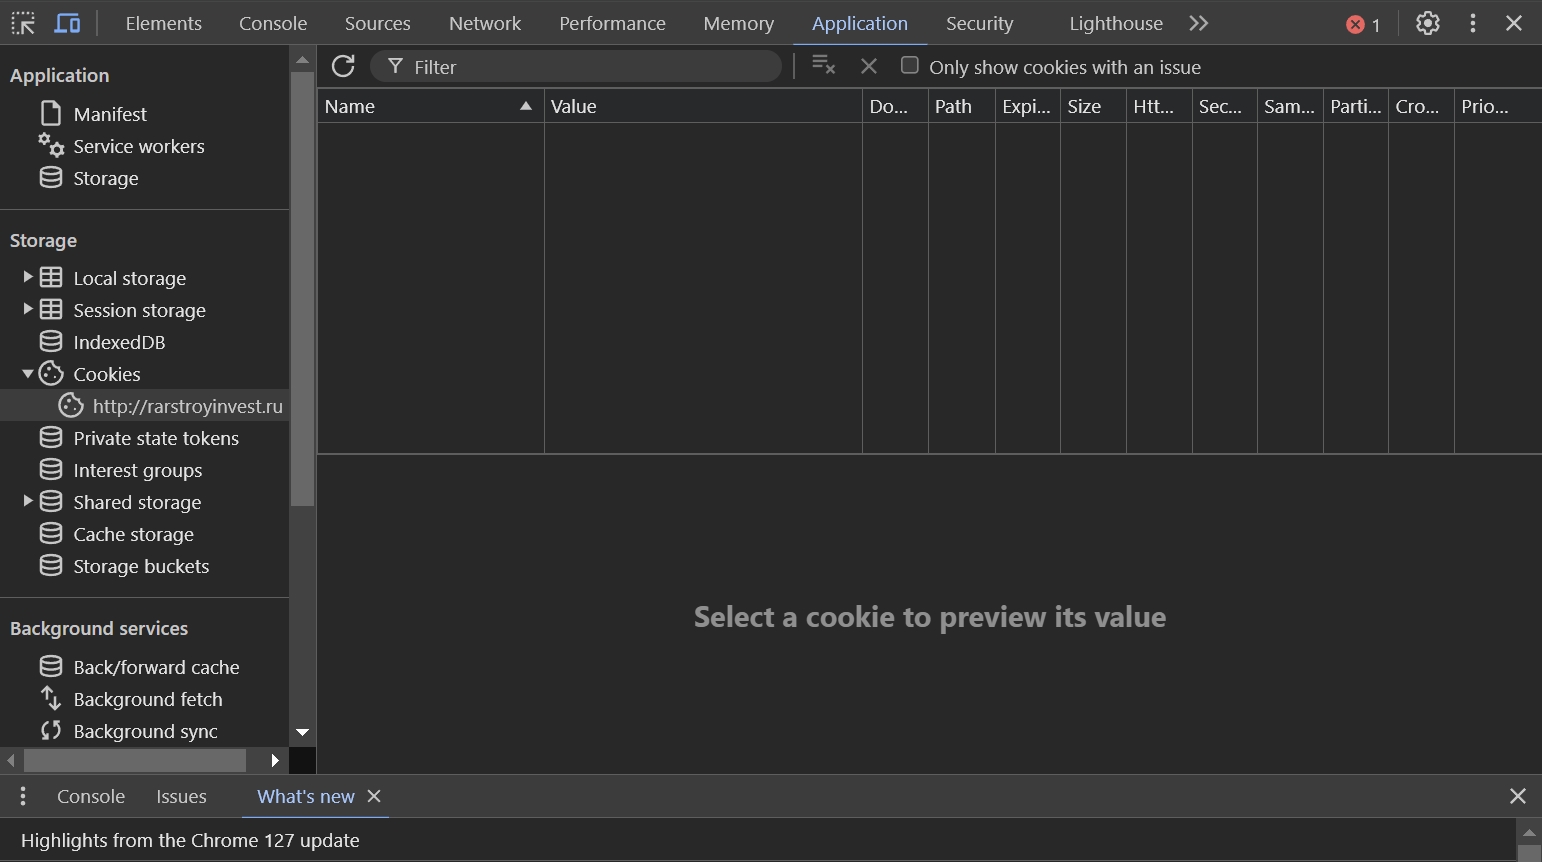 Elements Console Sources Network Performance Memory Application Security Lighthouse 1
Application
Manifest
Service workers
Storage
Storage
Local storage
Session storage
IndexedDB
Cookies
http://rarstroyinvest.ru
Private state tokens
Interest groups
Shared storage
Cache storage
Storage buckets
Background services
Back/forward cache
Background fetch
Background sync
Filter Only show cookies with an issue
Name Value Do... Path Expi... Size Htt... Sec... Sam... Parti... Cro... Prio...
Select a cookie to preview its value
Console Issues What's new
Highlights from the Chrome 127 update